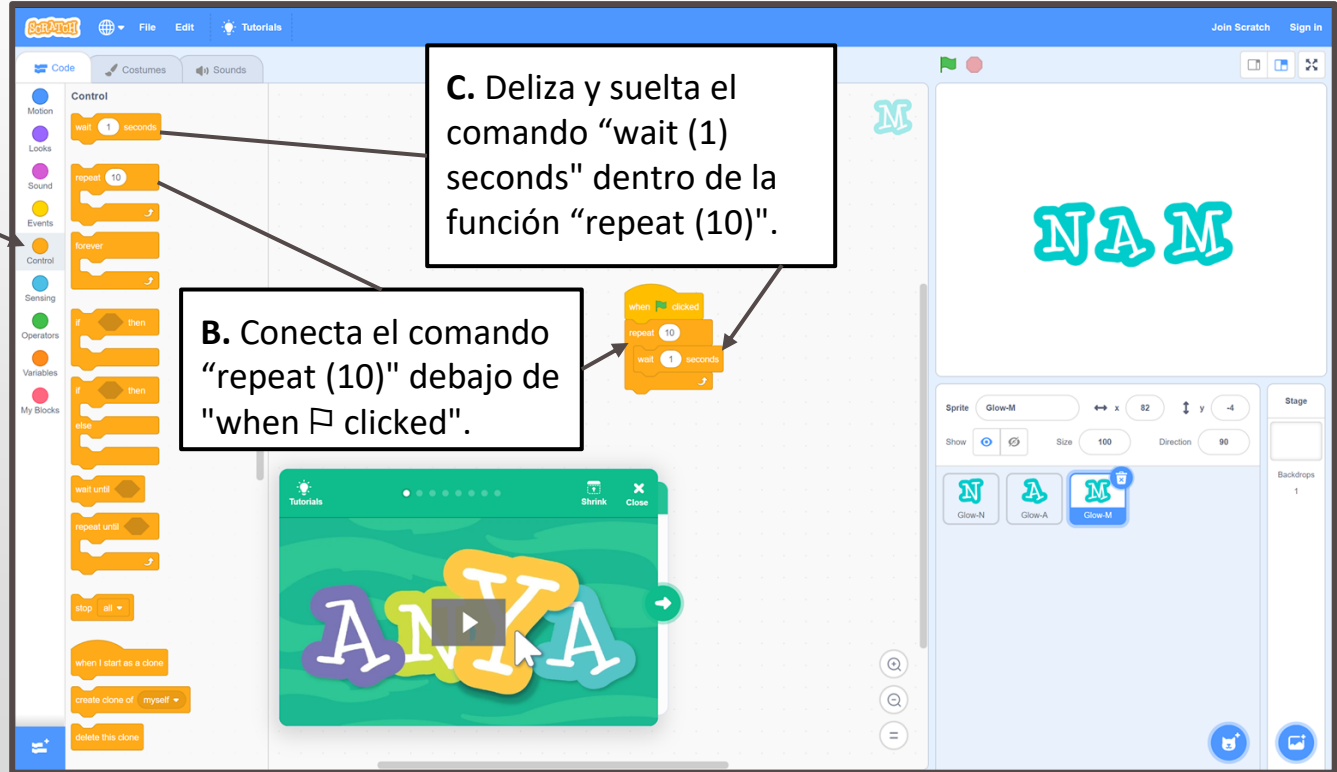 SCRATCH File Edit Tutorials Join Scratch Sign in
Code Costumes Sounds
Motion
Looks
Sound
Events
Control
Sensing
Operators
Variables
My Blocks
Control
wait 1 seconds
repeat 10
forever
if then
if then
else
wait until
repeat until
stop all
when I start as a clone
create clone of myself
delete this clone
C. Deliza y suelta el
comando “wait (1)
seconds" dentro de la
función “repeat (10)".
B. Conecta el comando
“repeat (10)" debajo de
"when clicked".
M
when clicked
repeat 10
wait 1 seconds
Tutorials Shrink Close
ANYA
=
NAM
Sprite Glow-M x 82 y -4
Show Size 100 Direction 90
N A M
Glow-N Glow-A Glow-M
Stage
Backdrops
1